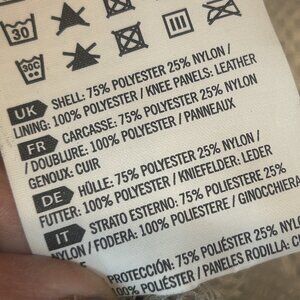 30
30C
UK SHELL: 75% POLYESTER 25% NYLON /
LINING: 100% POLYESTER / KNEE PANELS: LEATHER
FR CARCASSE: 75% POLYESTER 25% NYLON
/ DOUBLURE: 100% POLYESTER / PANNEAUX
GENOUX: CUIR
DE HÜLLE: 75% POLYESTER 25% NYLON /
FUTTER: 100% POLYESTER / KNIEFELDER: LEDER
IT STRATO ESTERNO: 75% POLIESTERE 25%
NYLON / FODERA: 100% POLIESTERE / GINOCCHIERA
PROTECCIÓN: 75% POLIÉSTER 25% NYLON
100% POLIÉSTER / PANELES RODILLA: